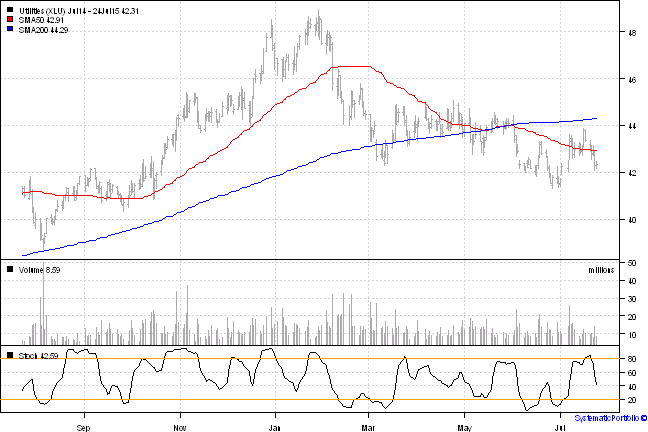 Utilities (XLU) Jul14 - 24Jul15 42.31
SMA50 42.91
SMA200 44.29
48
46
44
42
40
Volume 8.59
millions
50
40
30
20
10
Stoch 42.59
80
60
40
20
Sep
Nov
Jan
Mar
May
Jul
SystematicPortfolio ©